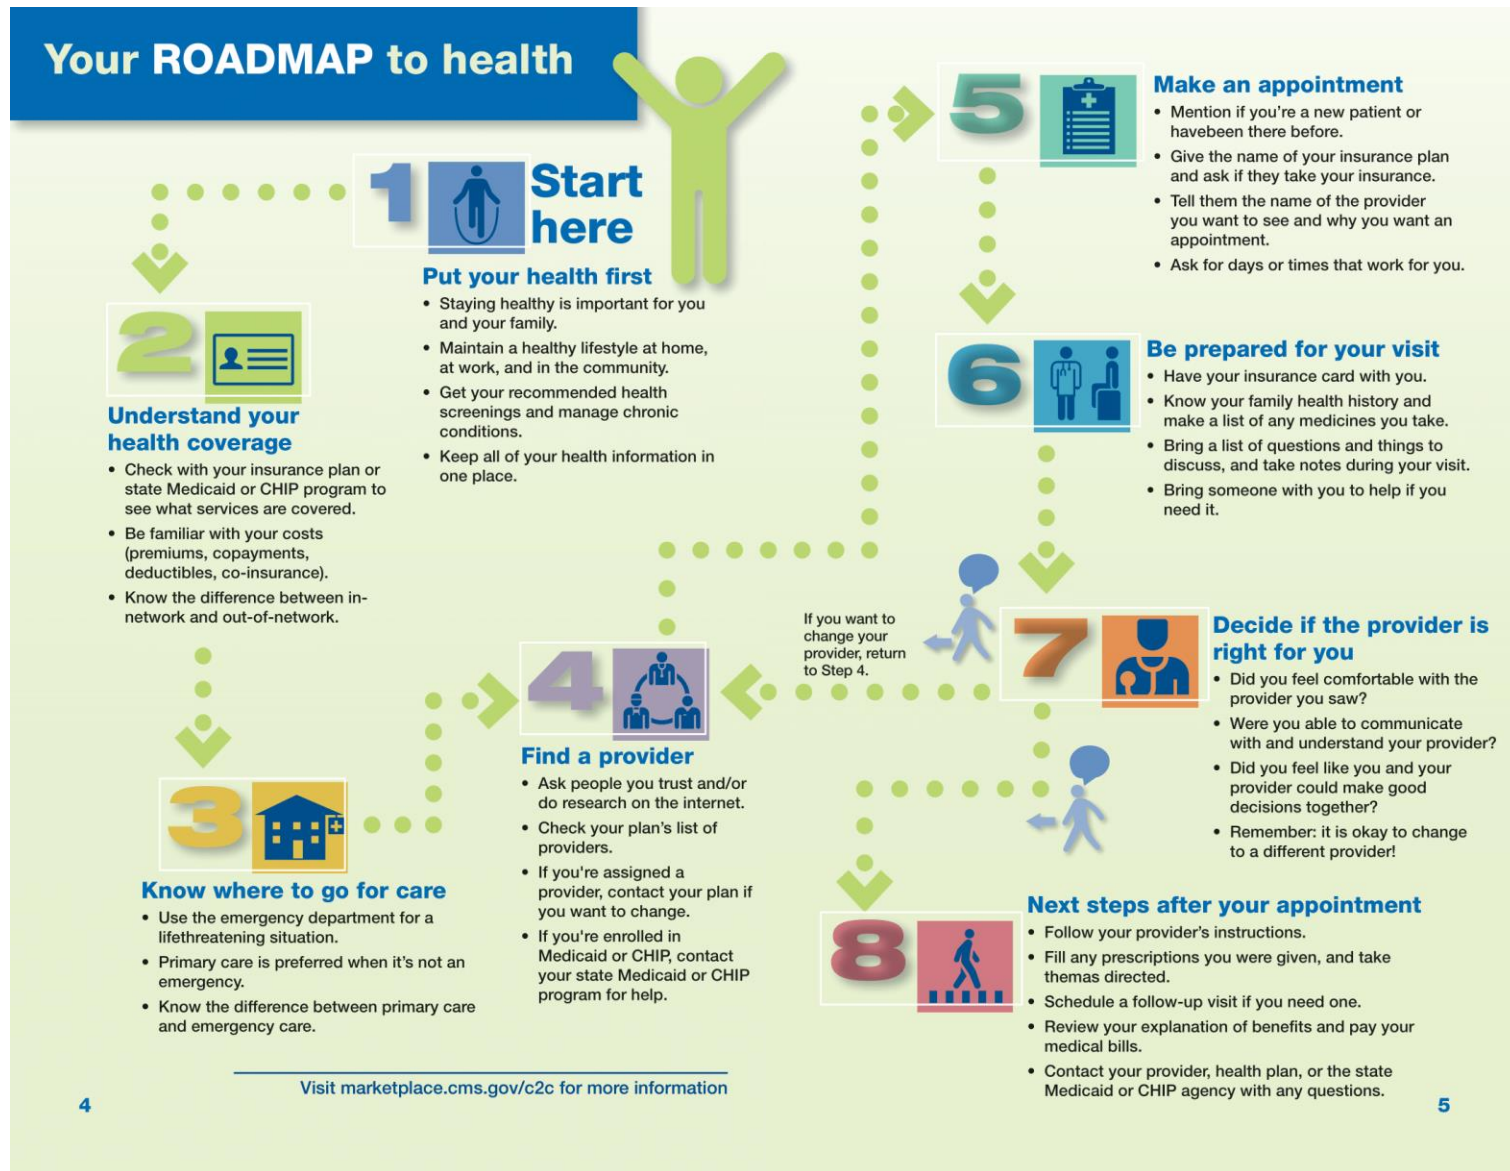 Your ROADMAP to health
1
Start
here
Put your health first
• Staying healthy is important for you
and your family.
• Maintain a healthy lifestyle at home,
at work, and in the community.
• Get your recommended health
screenings and manage chronic
conditions.
• Keep all of your health information in
one place.
2
Understand your
health coverage
• Check with your insurance plan or
state Medicaid or CHIP program to
see what services are covered.
• Be familiar with your costs
(premiums, copayments,
deductibles, co-insurance).
• Know the difference between in-
network and out-of-network.
3
Know where to go for care
• Use the emergency department for a
lifethreatening situation.
• Primary care is preferred when it's not an
emergency.
• Know the difference between primary care
and emergency care.
4
Find a provider
• Ask people you trust and/or
do research on the internet.
• Check your plan's list of
providers.
• If you're assigned a
provider, contact your plan if
you want to change.
• If you're enrolled in
Medicaid or CHIP, contact
your state Medicaid or CHIP
program for help.
5
Make an appointment
• Mention if you're a new patient or
havebeen there before.
• Give the name of your insurance plan
and ask if they take your insurance.
• Tell them the name of the provider
you want to see and why you want an
appointment.
• Ask for days or times that work for you.
6
Be prepared for your visit
• Have your insurance card with you.
• Know your family health history and
make a list of any medicines you take.
• Bring a list of questions and things to
discuss, and take notes during your visit.
• Bring someone with you to help if you
need it.
If you want to
change your
provider, return
to Step 4.
7
Decide if the provider is
right for you
• Did you feel comfortable with the
provider you saw?
• Were you able to communicate
with and understand your provider?
• Did you feel like you and your
provider could make good
decisions together?
• Remember: it is okay to change
to a different provider!
8
Next steps after your appointment
• Follow your provider's instructions.
• Fill any prescriptions you were given, and take
themas directed.
• Schedule a follow-up visit if you need one.
• Review your explanation of benefits and pay your
medical bills.
• Contact your provider, health plan, or the state
Medicaid or CHIP agency with any questions.
Visit marketplace.cms.gov/c2c for more information
4
5